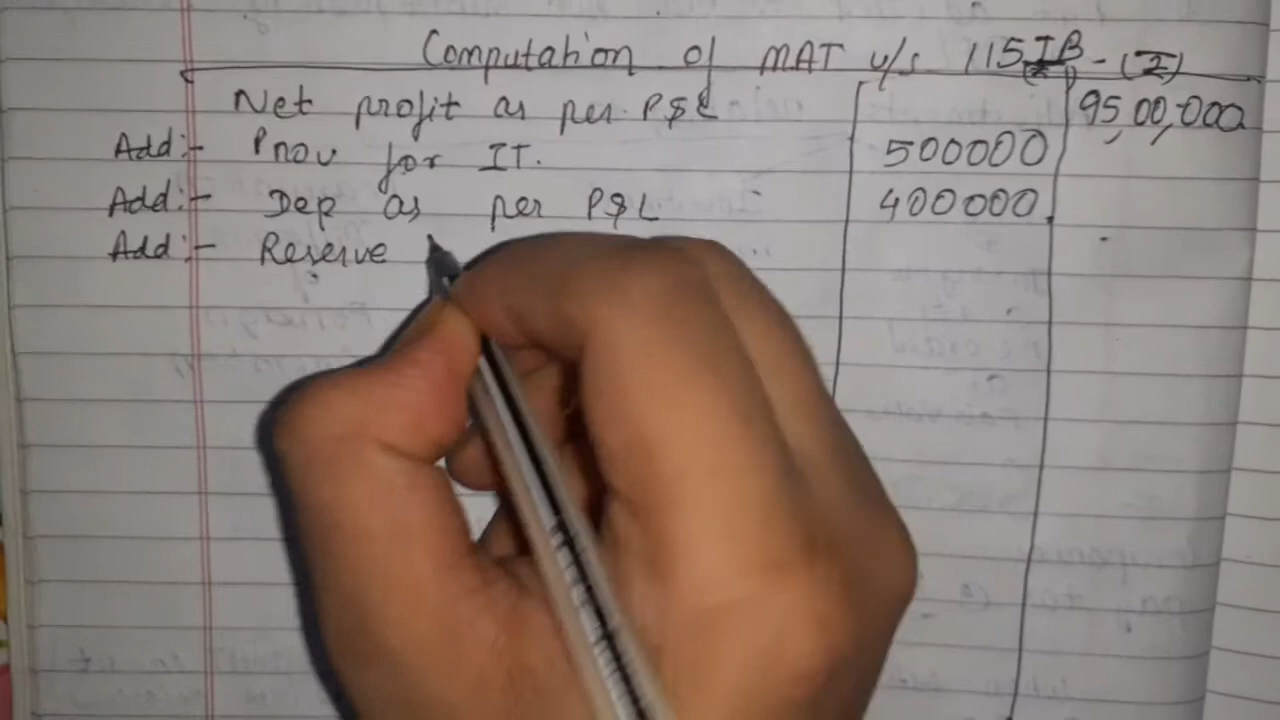 Computation of MAT u/s 115JB - (I)
Net profit as per P&L 95,00,000
Add:- Prov for IT. 500000
Add:- Dep as per P&L 400000
Add:- Reserve